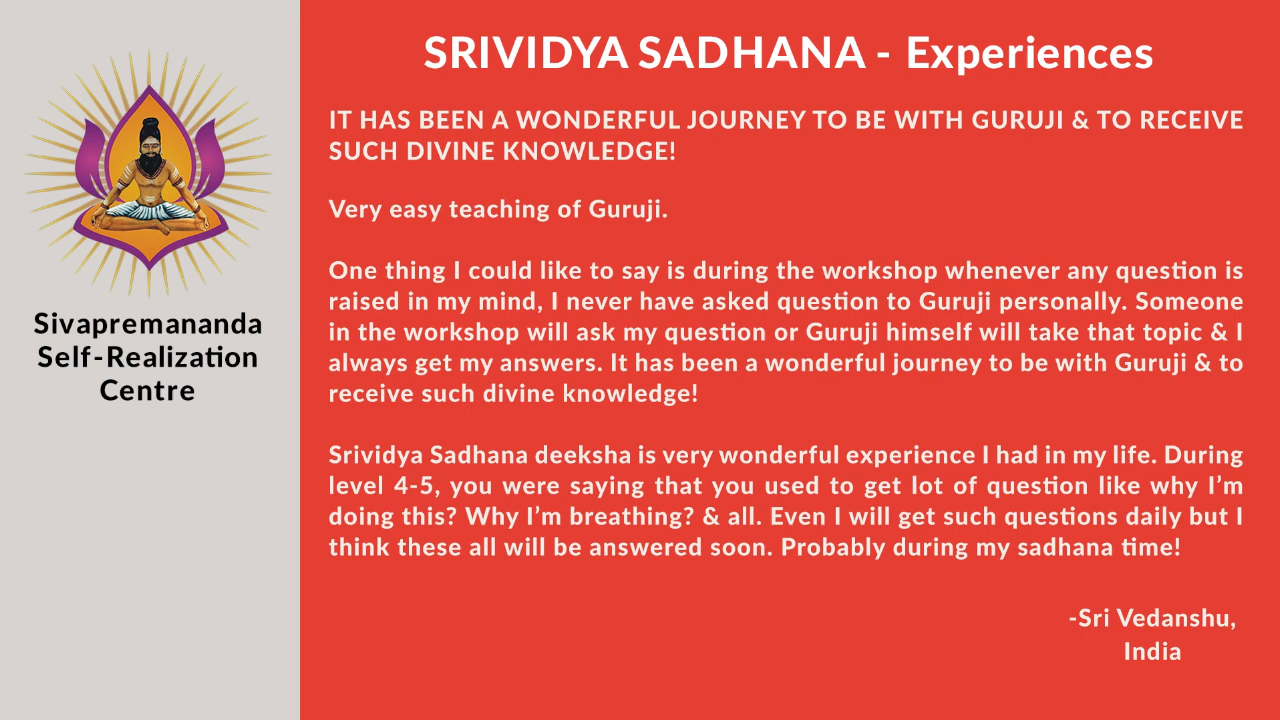 Sivapremananda
Self-Realization
Centre
SRIVIDYA SADHANA - Experiences
IT HAS BEEN A WONDERFUL JOURNEY TO BE WITH GURUJI & TO RECEIVE
SUCH DIVINE KNOWLEDGE!
Very easy teaching of Guruji.
One thing I could like to say is during the workshop whenever any question is
raised in my mind, I never have asked question to Guruji personally. Someone
in the workshop will ask my question or Guruji himself will take that topic & I
always get my answers. It has been a wonderful journey to be with Guruji & to
receive such divine knowledge!
Srividya Sadhana deeksha is very wonderful experience I had in my life. During
level 4-5, you were saying that you used to get lot of question like why I’m
doing this? Why I’m breathing? & all. Even I will get such questions daily but I
think these all will be answered soon. Probably during my sadhana time!
-Sri Vedanshu,
India